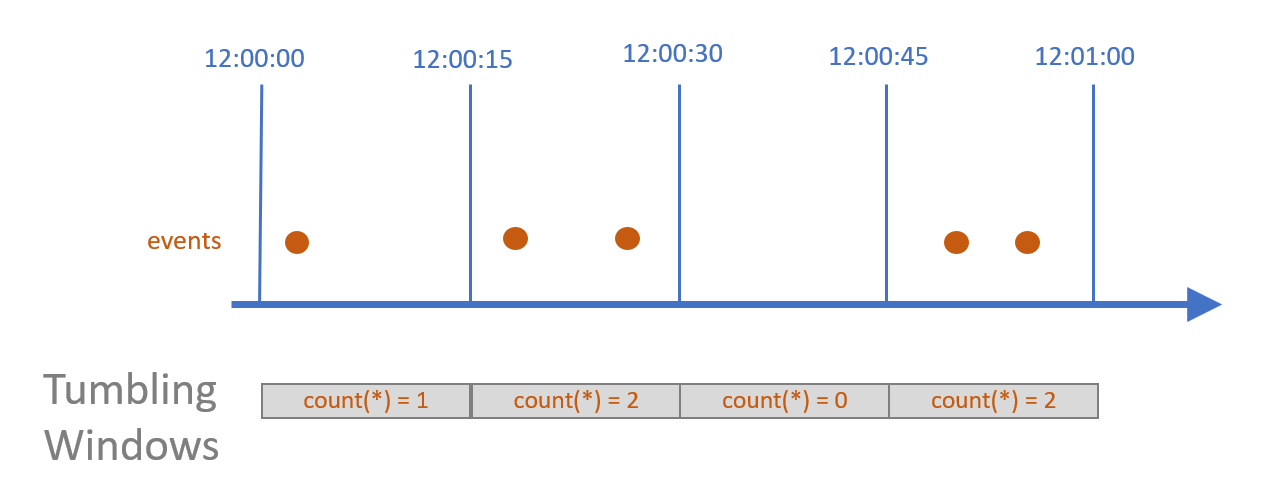 12:00:00 12:00:15 12:00:30 12:00:45 12:01:00
events
Tumbling
Windows
count(*) = 1 count(*) = 2 count(*) = 0 count(*) = 2